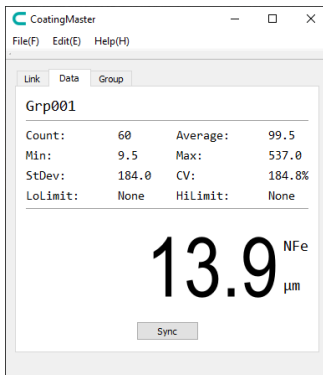 CoatingMaster
File(F) Edit(E) Help(H)
Link Data Group
Grp001
Count: 60 Average: 99.5
Min: 9.5 Max: 537.0
StDev: 184.0 CV: 184.8%
LoLimit: None HiLimit: None
13.9 NFe
µm
Sync